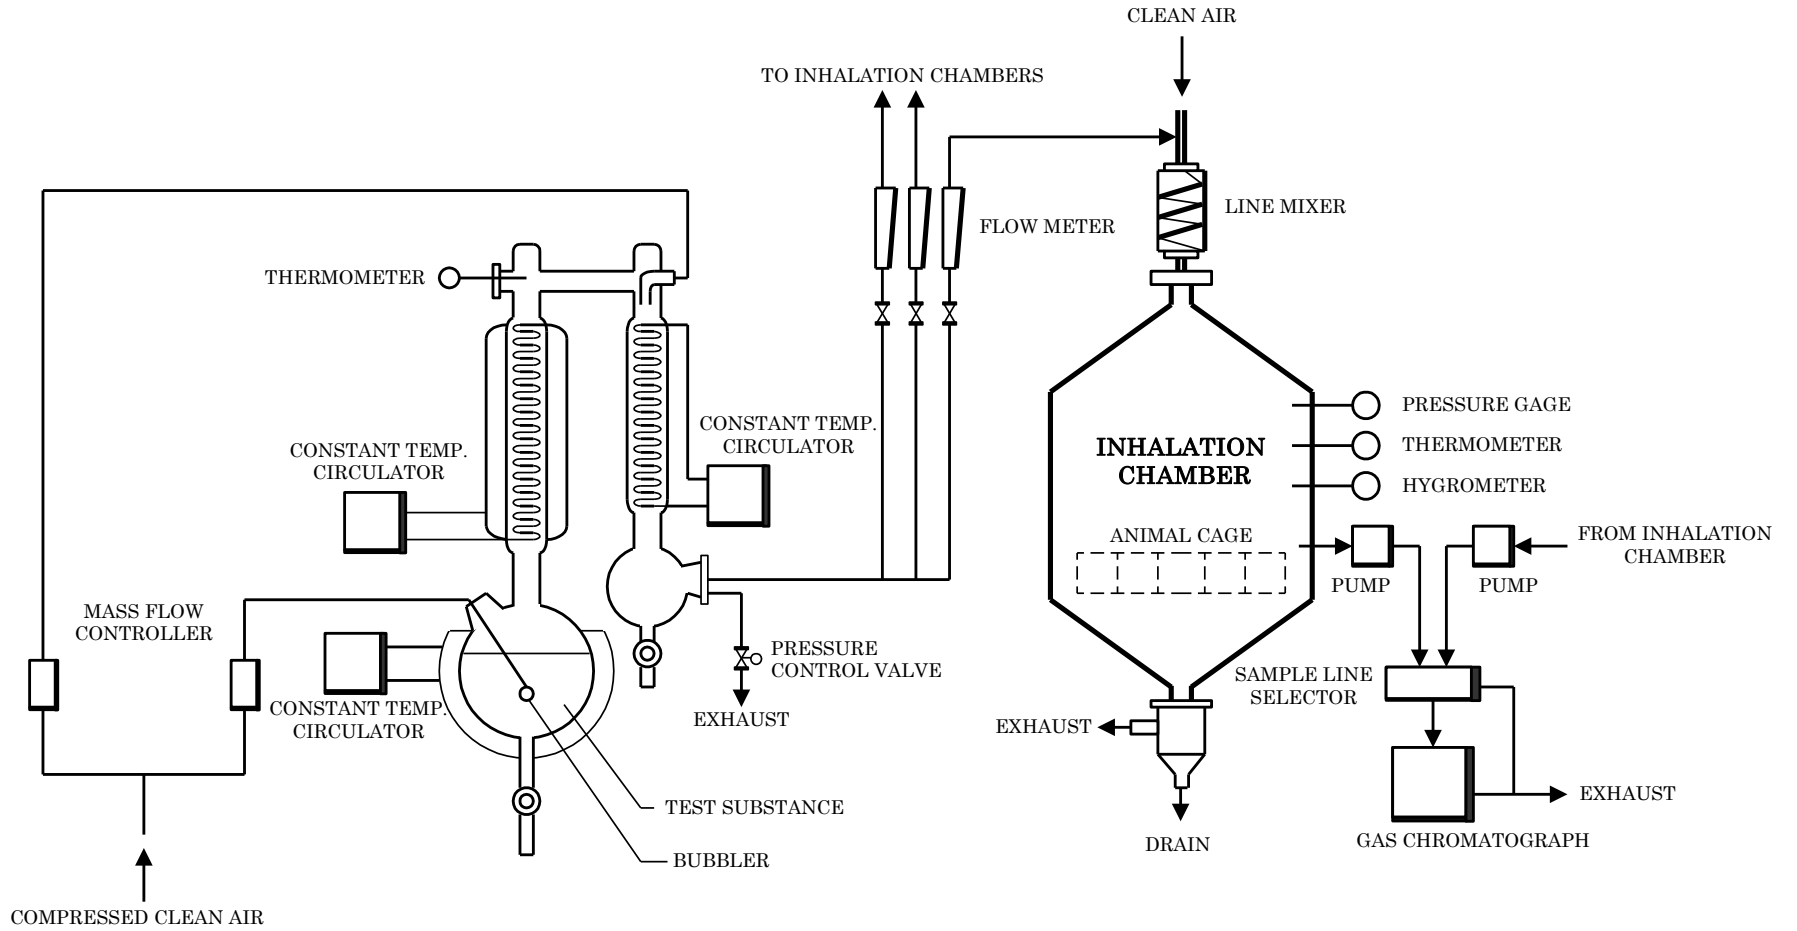 CLEAN AIR
TO INHALATION CHAMBERS
LINE MIXER
FLOW METER
THERMOMETER
PRESSURE GAGE
THERMOMETER
HYGROMETER
CONSTANT TEMP.
CIRCULATOR
CONSTANT TEMP.
CIRCULATOR
INHALATION
CHAMBER
ANIMAL CAGE
FROM INHALATION
CHAMBER
PUMP
PUMP
MASS FLOW
CONTROLLER
PRESSURE
CONTROL VALVE
SAMPLE LINE
SELECTOR
CONSTANT TEMP.
CIRCULATOR
EXHAUST
EXHAUST
EXHAUST
TEST SUBSTANCE
GAS CHROMATOGRAPH
DRAIN
BUBBLER
COMPRESSED CLEAN AIR